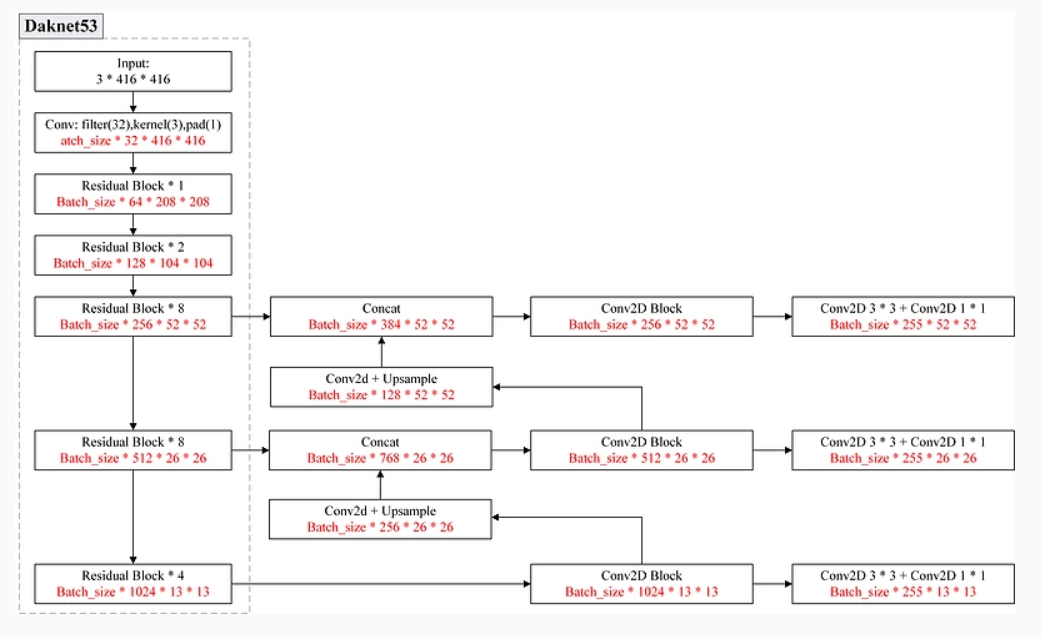 Daknet53
Input:
3 * 416 * 416
Conv: filter(32),kernel(3),pad(1)
atch_size * 32 * 416 * 416
Residual Block * 1
Batch_size * 64 * 208 * 208
Residual Block * 2
Batch_size * 128 * 104 * 104
Residual Block * 8
Batch_size * 256 * 52 * 52
Concat
Batch_size * 384 * 52 * 52
Conv2D Block
Batch_size * 256 * 52 * 52
Conv2D 3 * 3 + Conv2D 1 * 1
Batch_size * 255 * 52 * 52
Conv2d + Upsample
Batch_size * 128 * 52 * 52
Residual Block * 8
Batch_size * 512 * 26 * 26
Concat
Batch_size * 768 * 26 * 26
Conv2D Block
Batch_size * 512 * 26 * 26
Conv2D 3 * 3 + Conv2D 1 * 1
Batch_size * 255 * 26 * 26
Conv2d + Upsample
Batch_size * 256 * 26 * 26
Residual Block * 4
Batch_size * 1024 * 13 * 13
Conv2D Block
Batch_size * 1024 * 13 * 13
Conv2D 3 * 3 + Conv2D 1 * 1
Batch_size * 255 * 13 * 13